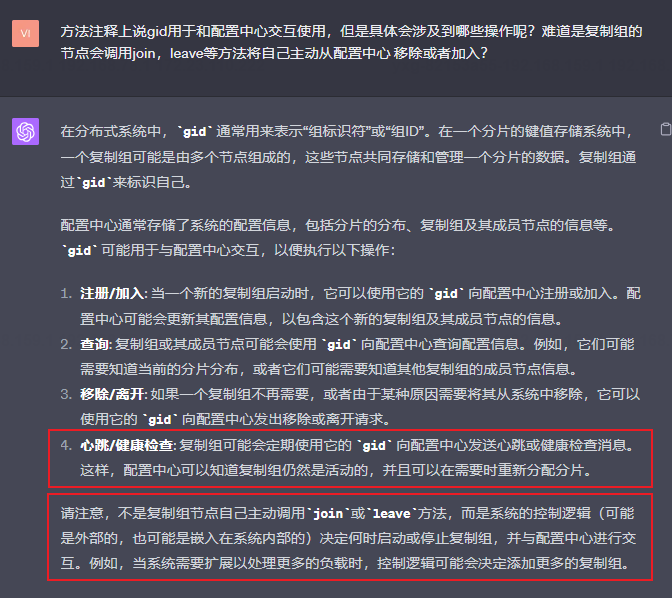 VI
方法注释上说gid用于和配置中心交互使用，但是具体会涉及到哪些操作呢？难道是复制组的
节点会调用join，leave等方法将自己主动从配置中心 移除或者加入？
在分布式系统中，`gid`通常用来表示“组标识符”或“组ID”。在一个分片的键值存储系统中，
一个复制组可能是由多个节点组成的，这些节点共同存储和管理一个分片的数据。复制组通
过`gid`来标识自己。
配置中心通常存储了系统的配置信息，包括分片的分布、复制组及其成员节点的信息等。
`gid`可能用于与配置中心交互，以便执行以下操作：
1. 注册/加入: 当一个新的复制组启动时，它可以使用它的 `gid` 向配置中心注册或加入。配
置中心可能会更新其配置信息，以包含这个新的复制组及其成员节点的信息。
2. 查询: 复制组或其成员节点可能会使用 `gid` 向配置中心查询配置信息。例如，它们可能
需要知道当前的分片分布，或者它们可能需要知道其他复制组的成员节点信息。
3. 移除/离开: 如果一个复制组不再需要，或者由于某种原因需要将其从系统中移除，它可以
使用它的 `gid` 向配置中心发出移除或离开请求。
4. 心跳/健康检查: 复制组可能会定期使用它的 `gid` 向配置中心发送心跳或健康检查消息。
这样，配置中心可以知道复制组仍然是活动的，并且可以在需要时重新分配分片。
请注意，不是复制组节点自己主动调用`join`或`leave`方法，而是系统的控制逻辑（可能
是外部的，也可能是嵌入在系统内部的）决定何时启动或停止复制组，并与配置中心进行交
互。例如，当系统需要扩展以处理更多的负载时，控制逻辑可能会决定添加更多的复制组。